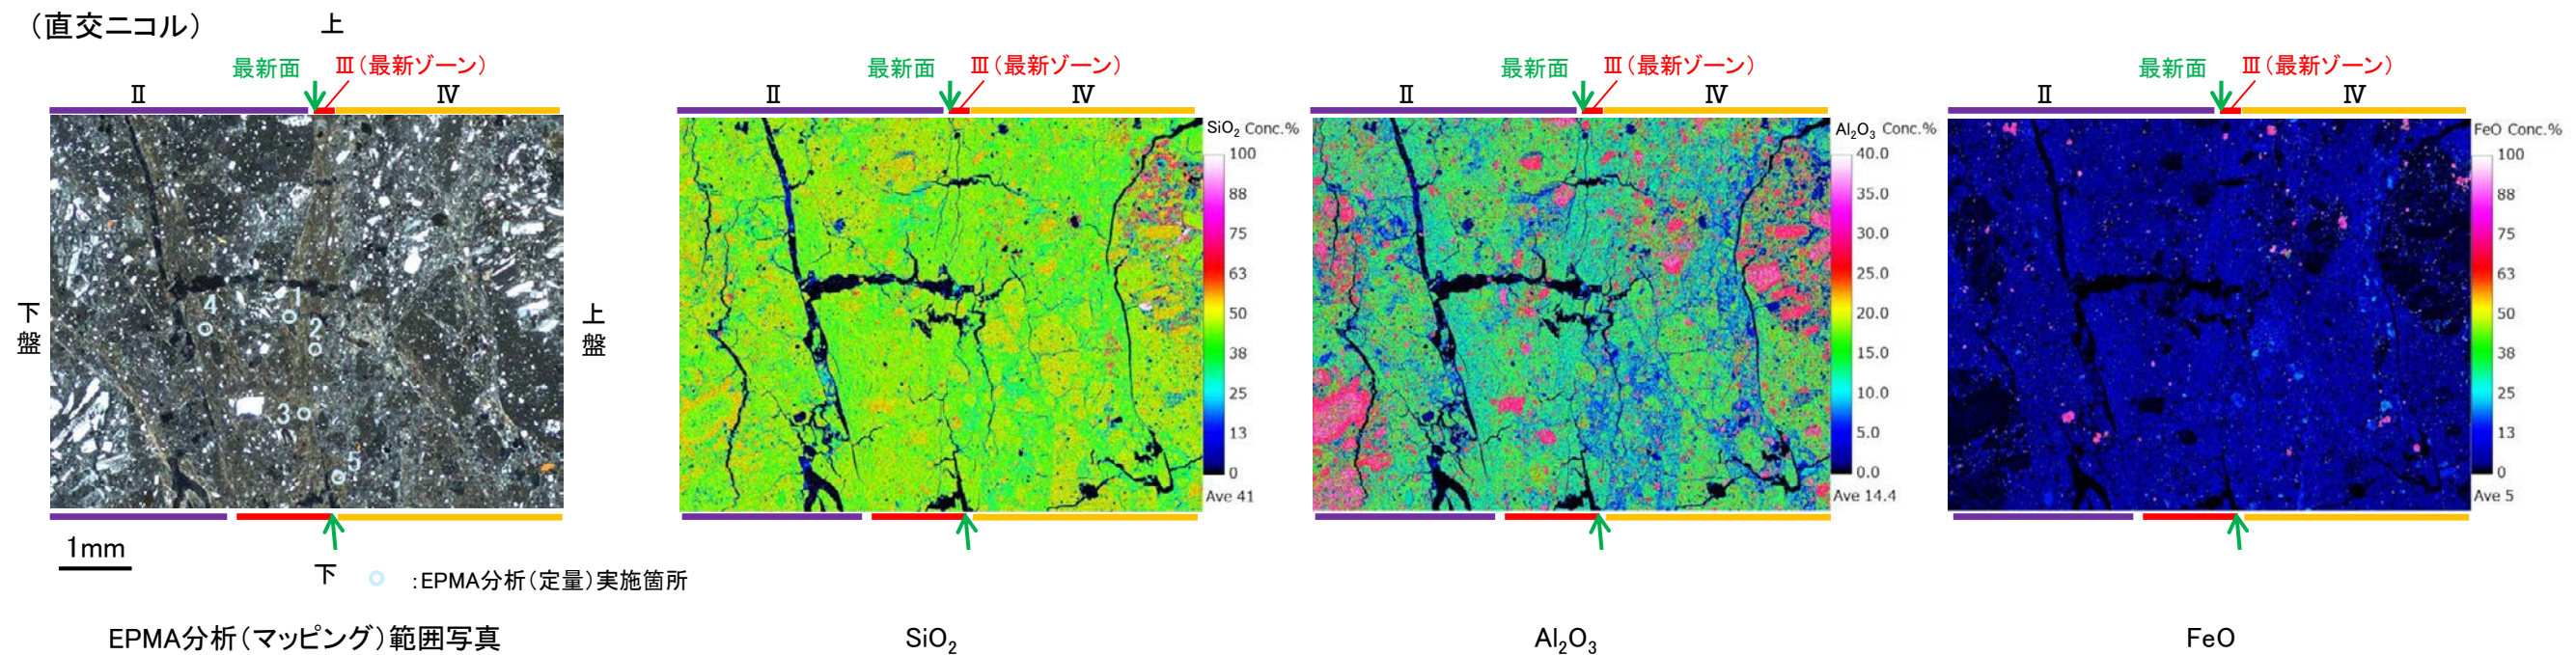 (直交ニコル)
上
最新面
Ⅲ(最新ゾーン)
Ⅱ
Ⅳ
下盤
上盤
4
1
2
3
5
1mm
下
:EPMA分析(定量)実施箇所
EPMA分析(マッピング)範囲写真
最新面
Ⅲ(最新ゾーン)
Ⅱ
Ⅳ
SiO₂ Conc.%
100
88
75
63
50
38
25
13
0
Ave 41
SiO₂
最新面
Ⅲ(最新ゾーン)
Ⅱ
Ⅳ
Al₂O₃ Conc.%
40.0
35.0
30.0
25.0
20.0
15.0
10.0
5.0
0.0
Ave 14.4
Al₂O₃
最新面
Ⅲ(最新ゾーン)
Ⅱ
Ⅳ
FeO Conc.%
100
88
75
63
50
38
25
13
0
Ave 5
FeO